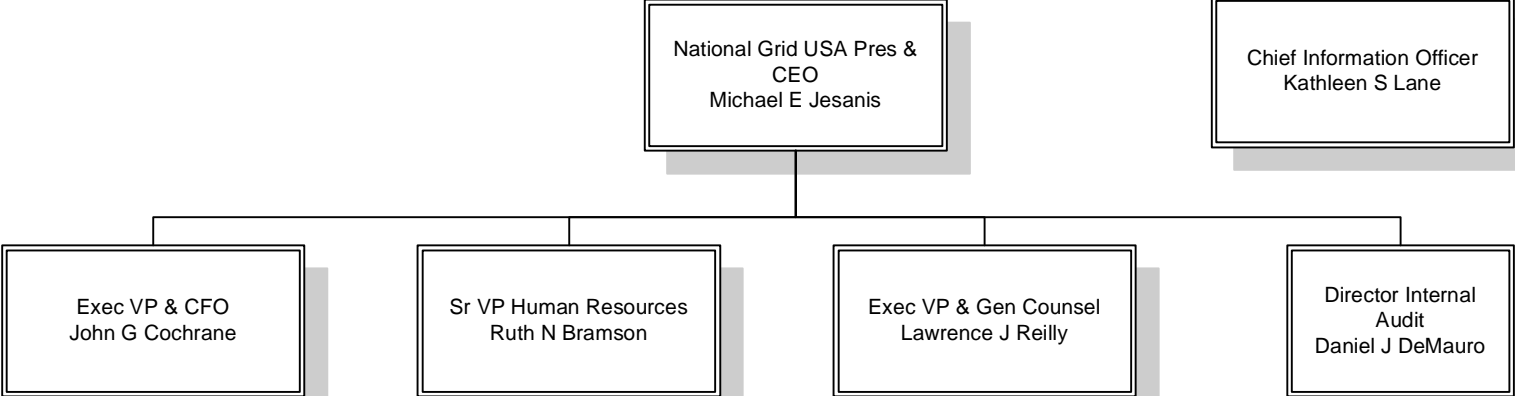 National Grid USA Pres &
CEO
Michael E Jesanis
Chief Information Officer
Kathleen S Lane
Exec VP & CFO
John G Cochrane
Sr VP Human Resources
Ruth N Bramson
Exec VP & Gen Counsel
Lawrence J Reilly
Director Internal
Audit
Daniel J DeMauro